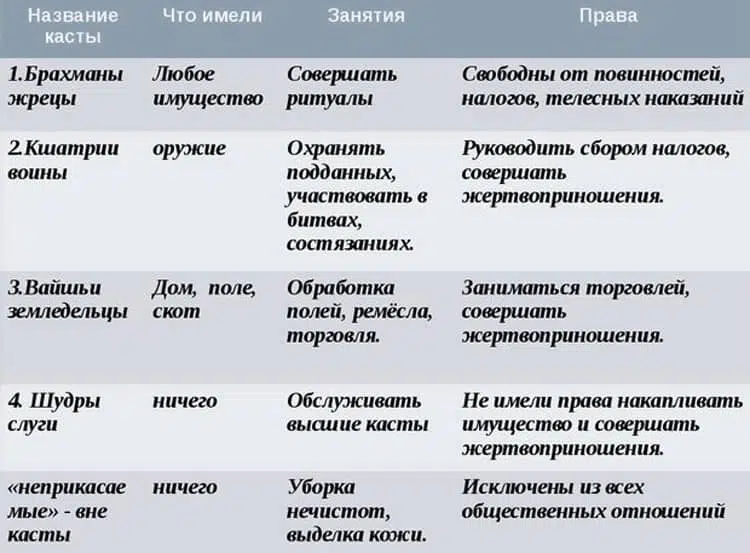 Название касты
Что имели
Занятия
Права
1.Брахманы жрецы
Любое имущество
Совершать ритуалы
Свободны от повинностей, налогов, телесных наказаний
2.Кшатрии воины
оружие
Охранять подданных, участвовать в битвах, состязаниях.
Руководить сбором налогов, совершать жертвоприношения.
3.Вайшьи земледельцы
Дом, поле, скот
Обработка полей, ремёсла, торговля.
Заниматься торговлей, совершать жертвоприношения.
4. Шудры слуги
ничего
Обслуживать высшие касты
Не имели права накапливать имущество и совершать жертвоприношения.
«неприкасае мые» - вне касты
ничего
Уборка нечистот, выделка кожи.
Исключены из всех общественных отношений